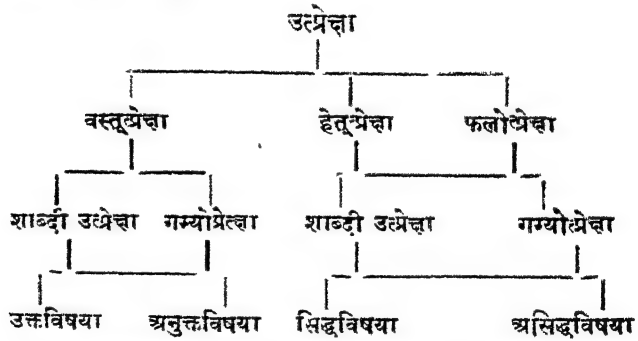 उत्प्रेक्षा
वस्तूत्प्रेक्षा हेतूत्प्रेक्षा फलोत्प्रेक्षा
शाब्दी उत्प्रेक्षा गम्योप्रेत्क्षा शाब्दी उत्प्रेक्षा गम्योत्प्रेक्षा
उक्तविषया अनुक्तविषया सिद्धविषया असिद्धविषया